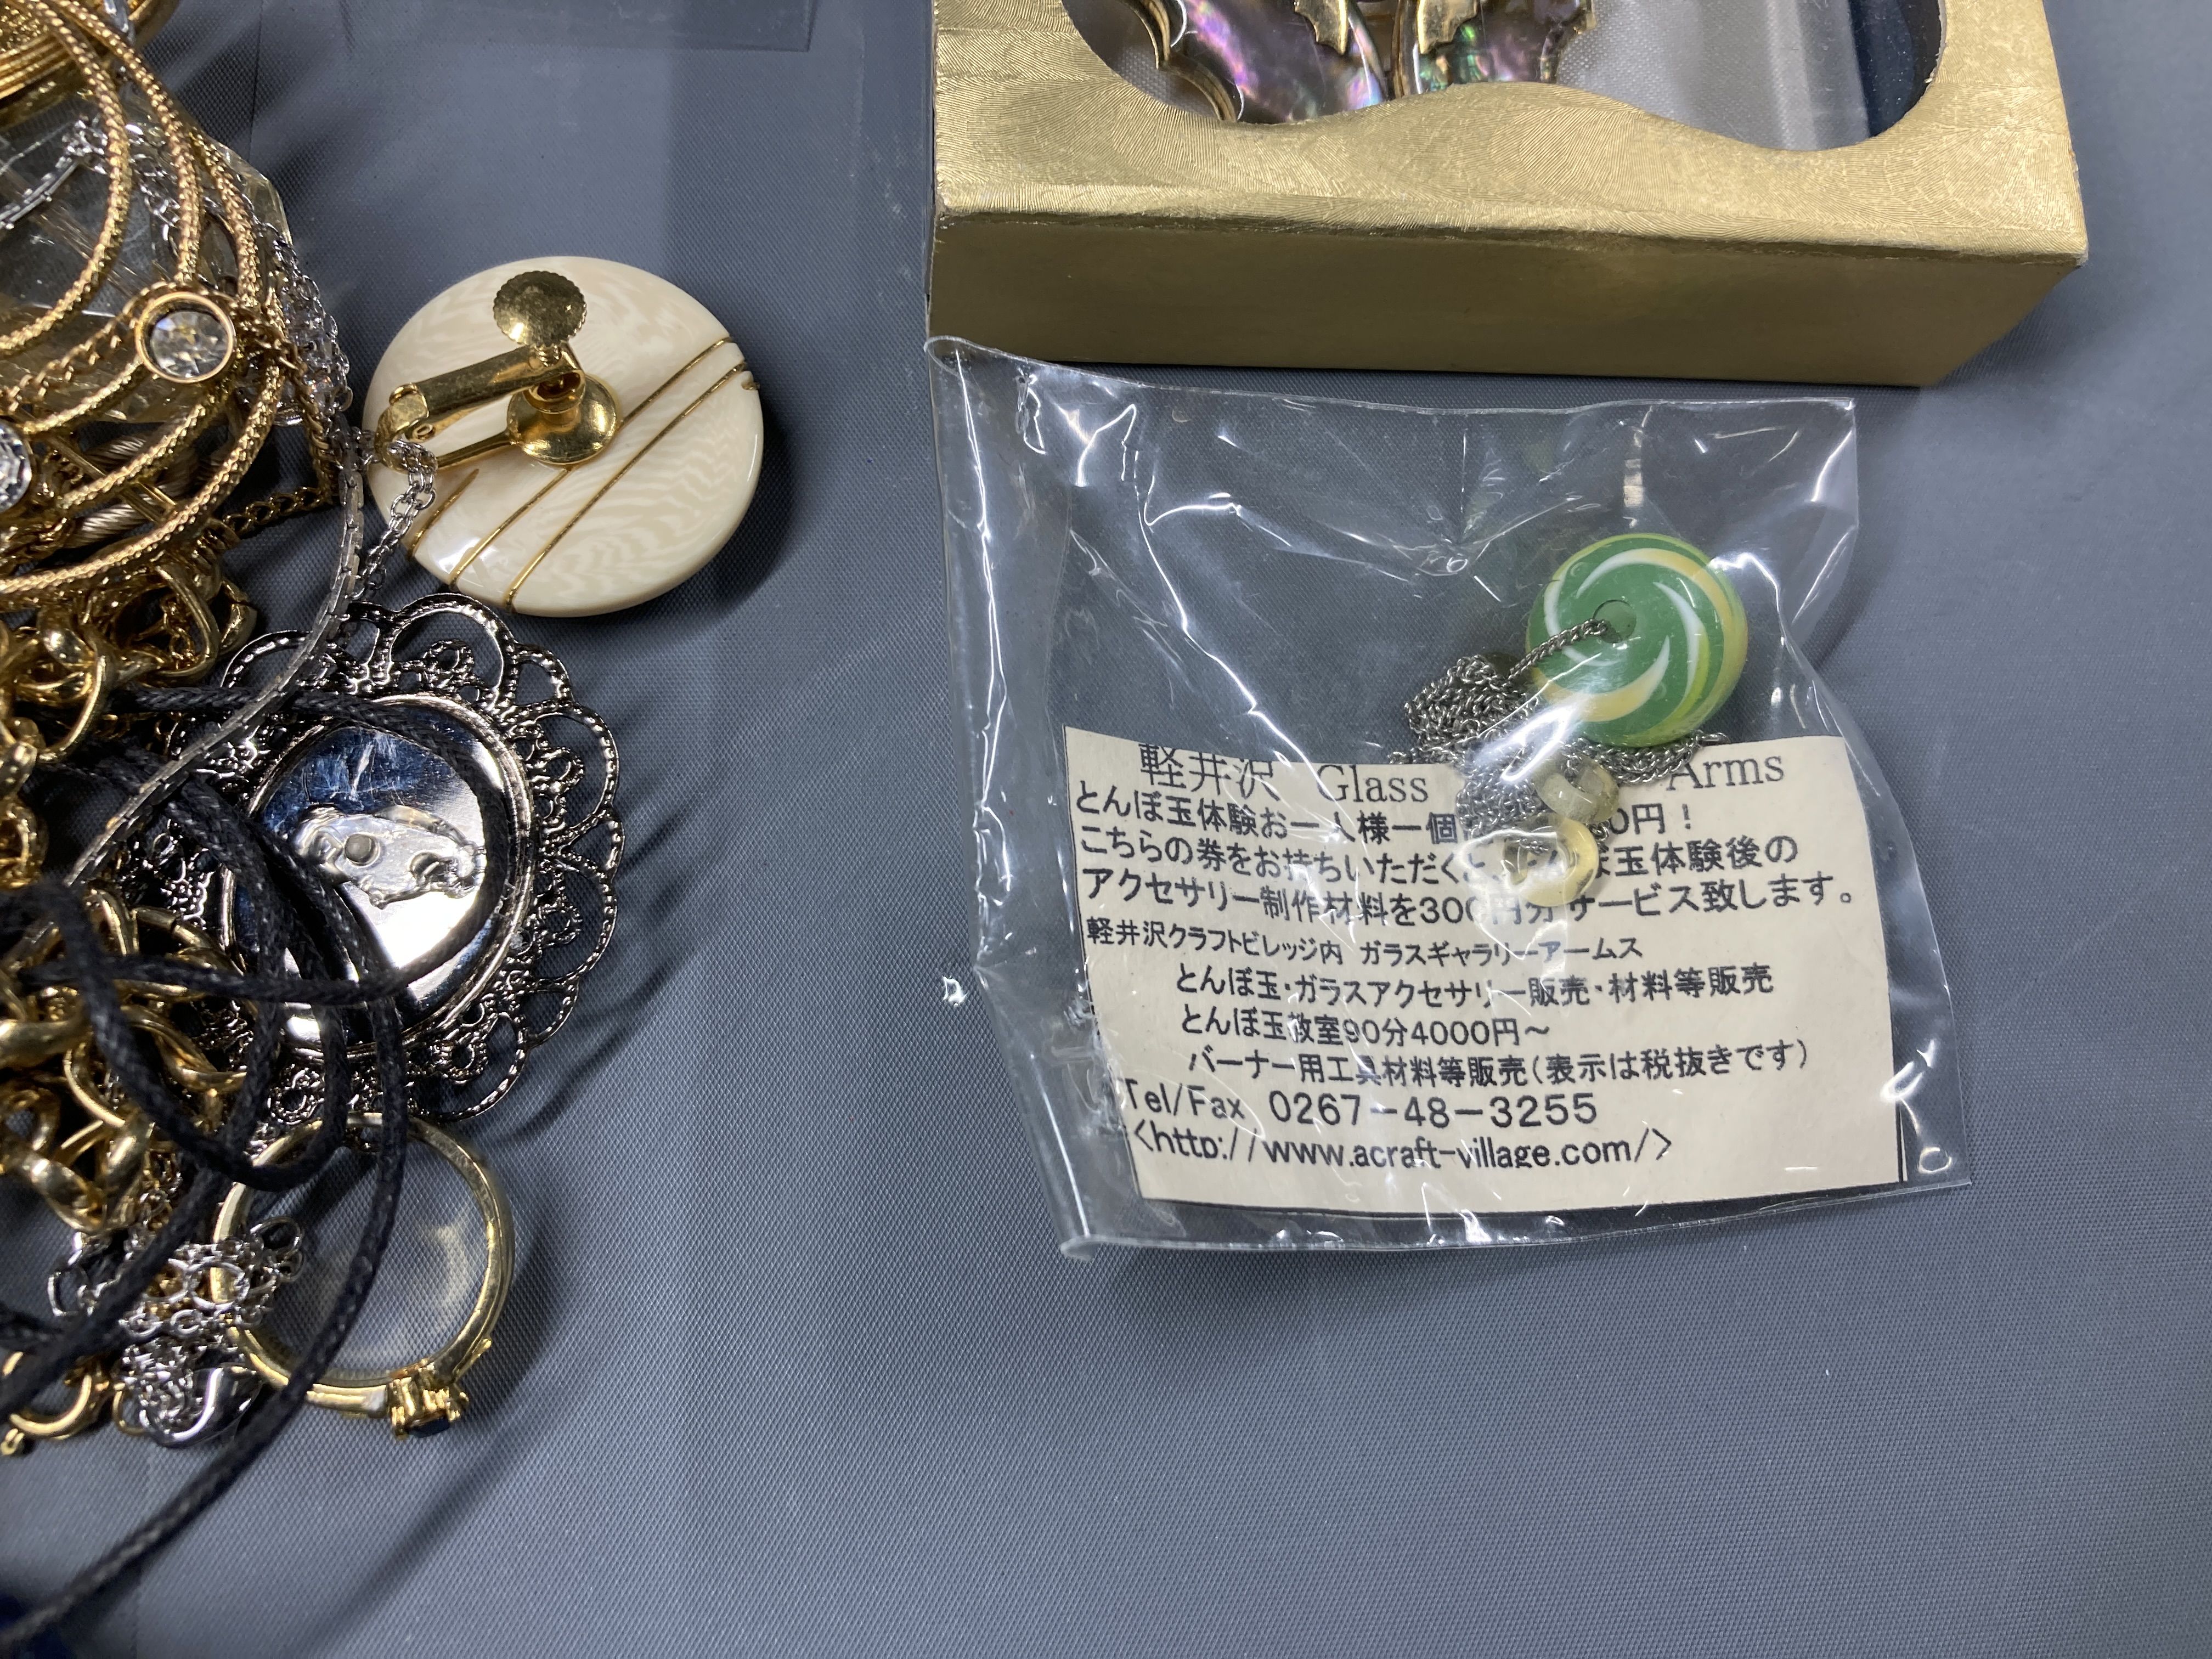 軽井沢 Glass Arms
とんぼ玉体験お一人様一個 円！
こちらの券をお持ちいただくと とんぼ玉体験後の
アクセサリー制作材料を300円分サービス致します。
軽井沢クラフトビレッジ内 ガラスギャラリーアームス
とんぼ玉・ガラスアクセサリー販売・材料等販売
とんぼ玉教室90分4000円～
バーナー用工具材料等販売(表示は税抜きです)
Tel/Fax 0267-48-3255
<http://www.acraft-village.com/>